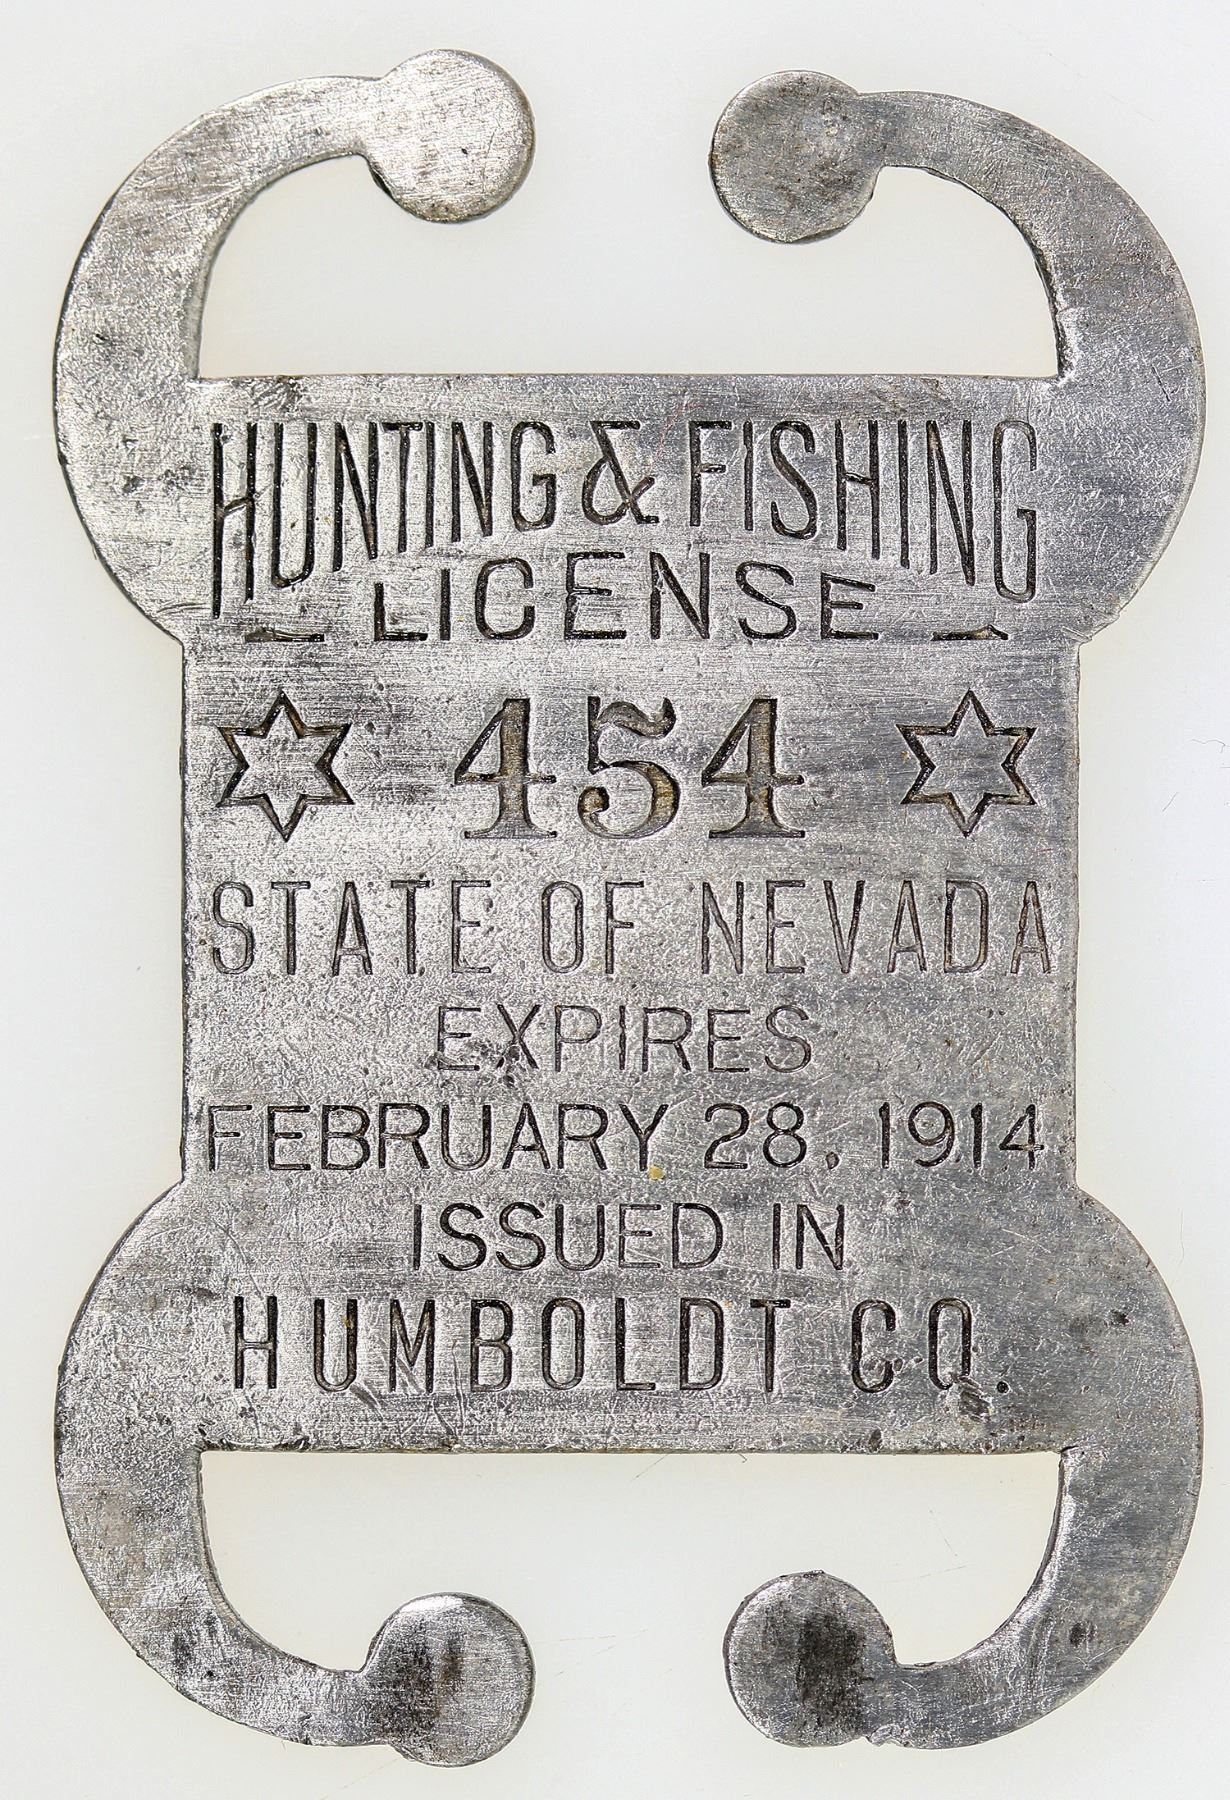 HUNTING & FISHING
LICENSE
454
STATE OF NEVADA
EXPIRES
FEBRUARY 28, 1914
ISSUED IN
HUMBOLDT CO.